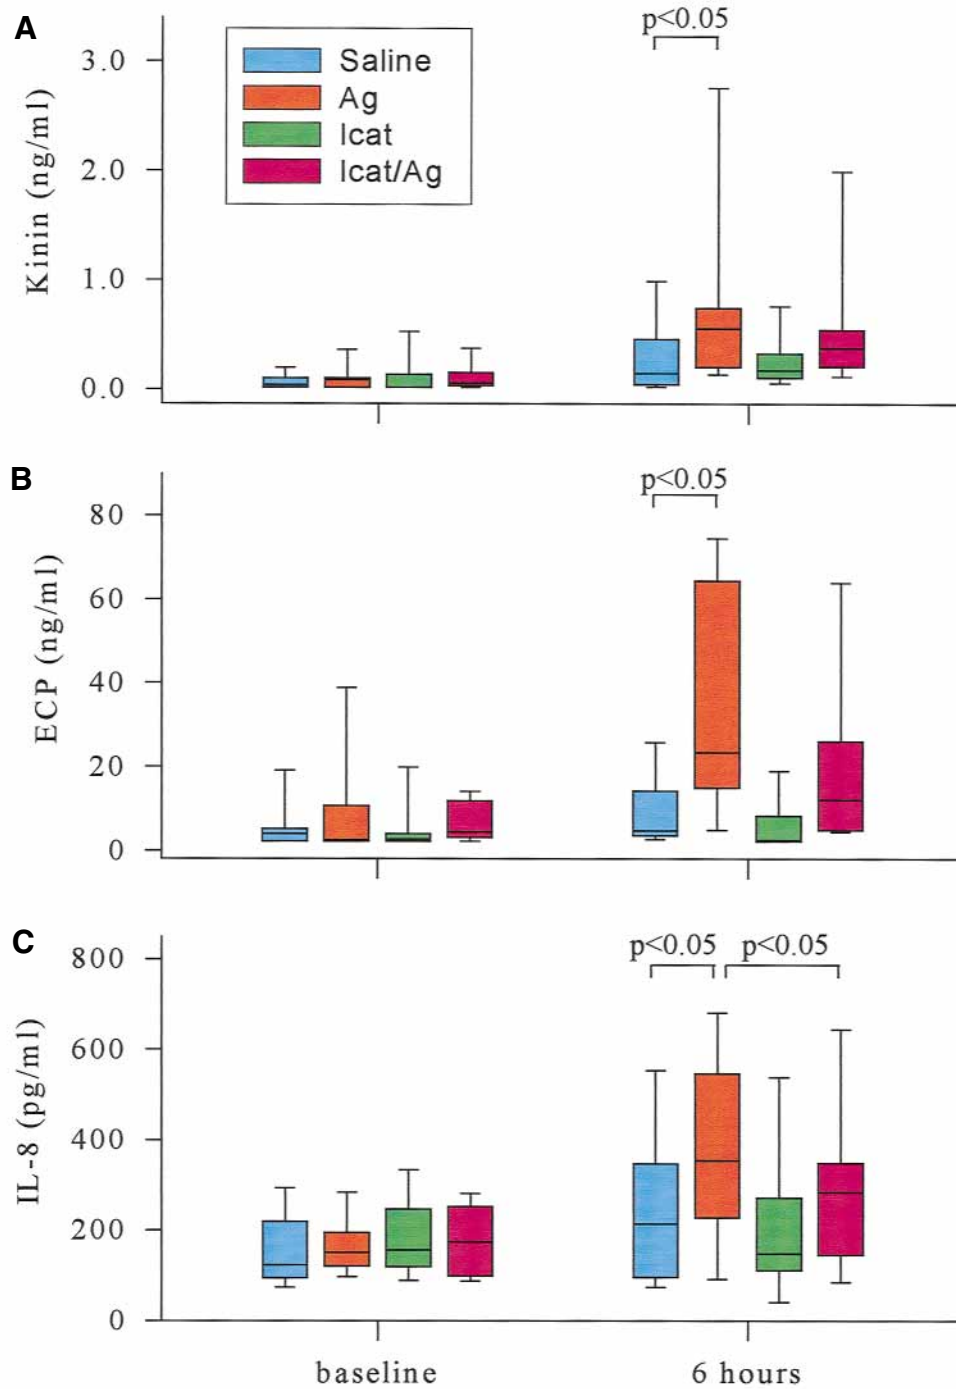 A
p<0.05
3.0
2.0
1.0
0.0
Kinin (ng/ml)
Saline
Ag
Icat
Icat/Ag
B
p<0.05
80
60
40
20
0
ECP (ng/ml)
C
p<0.05 p<0.05
800
600
400
200
0
IL-8 (pg/ml)
baseline 6 hours